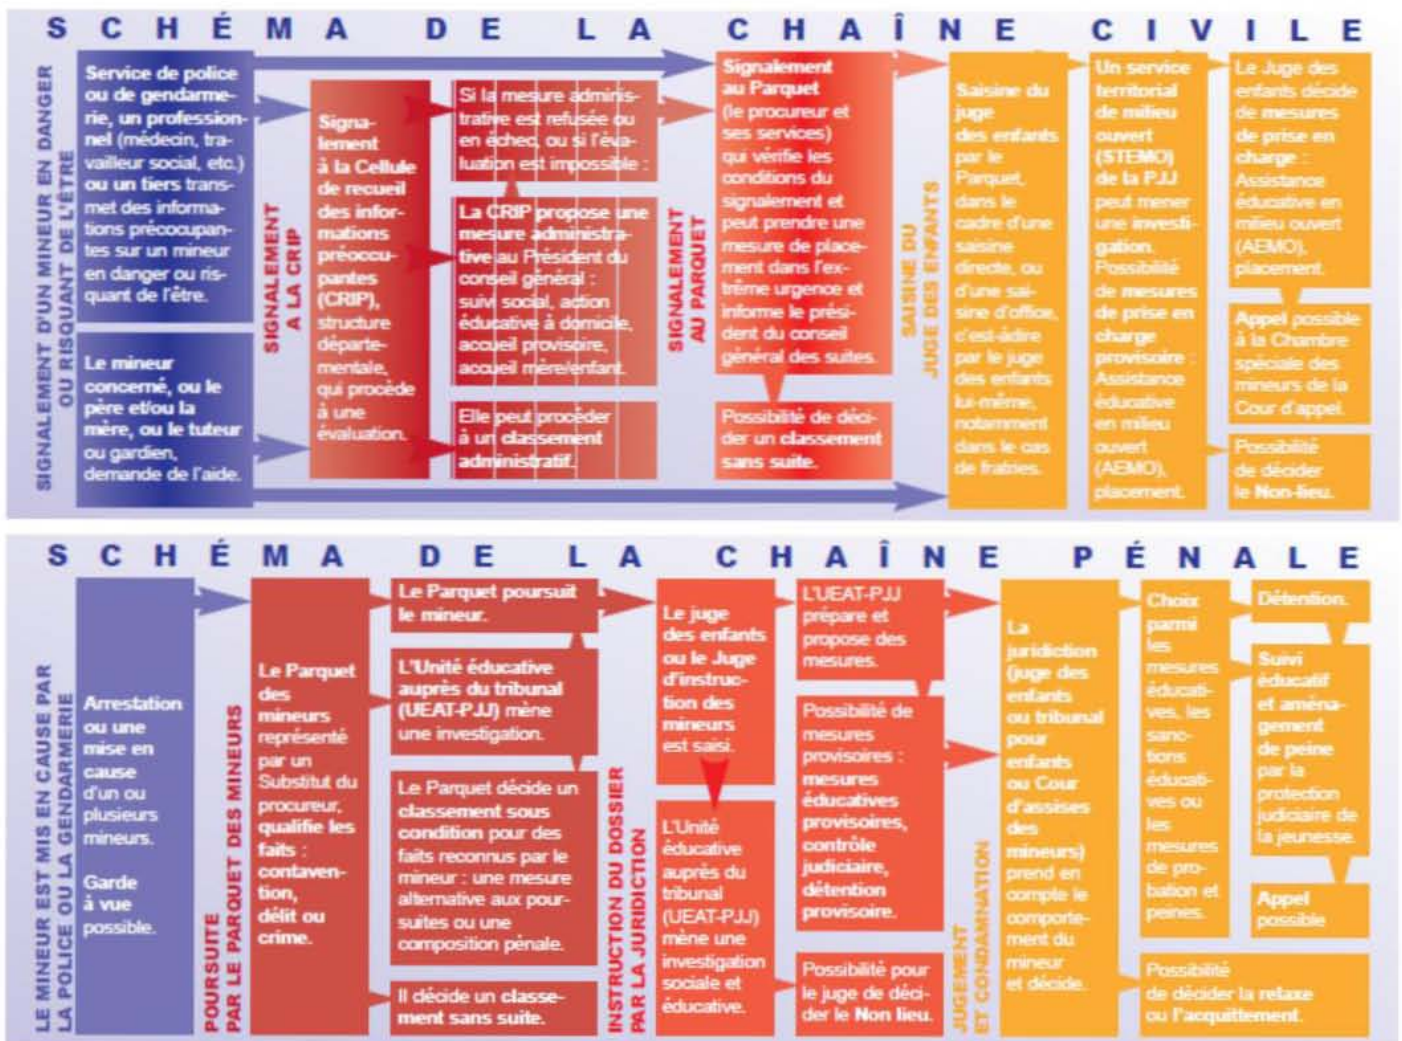 SCHÉMA DE LA CHAÎNE CIVILE
SIGNALEMENT D'UN MINEUR EN DANGER
OU RISQUANT DE L'ÊTRE
Service de police
ou de gendarme-
rie, un profession-
nel (médecin, tra-
vailleur social, etc.)
ou un tiers trans-
met des informa-
tions préoccupan-
tes sur un mineur
en danger ou ris-
quant de l'être.
Le mineur
concerné, ou le
père et/ou la
mère, ou le tuteur
ou gardien,
demande de l'aide.
SIGNALEMENT
A LA CRIP
Signa-
lement
à la Cellule
de recueil
des infor-
mations
préoccu-
pantes
(CRIP),
structure
départe-
mentale,
qui procède
à une
évaluation.
Si la mesure adminis-
trative est refusée ou
en échec, ou si l'éva-
luation est impossible :
La CRIP propose une
mesure administra-
tive au Président du
conseil général :
suivi social, action
éducative à domicile,
accueil provisoire,
accueil mère/enfant.
Elle peut procéder
à un classement
administratif.
SIGNALEMENT
AU PARQUET
Signalement
au Parquet
(le procureur et
ses services)
qui vérifie les
conditions du
signalement et
peut prendre une
mesure de place-
ment dans l'ex-
trême urgence et
informe le prési-
dent du conseil
général des suites.
Possibilité de déci-
der un classement
sans suite.
SAISINE DU
JUGE DES ENFANTS
Saisine du
juge
des enfants
par le
Parquet,
dans le
cadre d'une
saisine
directe, ou
d'une sai-
sine d'office,
c'est-àdire
par le juge
des enfants
lui-même,
notamment
dans le cas
de fratries.
Un service
territorial
de milieu
ouvert
(STEMO)
de la PJJ
peut mener
une investi-
gation.
Possibilité
de mesures
de prise en
charge
provisoire :
Assistance
éducative
en milieu
ouvert
(AEMO),
placement.
Le Juge des
enfants décide
de mesures
de prise en
charge :
Assistance
éducative en
milieu ouvert
(AEMO),
placement.
Appel possible
à la Chambre
spéciale des
mineurs de la
Cour d'appel.
Possibilité
de décider
le Non-lieu.
SCHÉMA DE LA CHAÎNE PÉNALE
LE MINEUR EST MIS EN CAUSE PAR
LA POLICE OU LA GENDARMERIE
Arrestation
ou une
mise en
cause
d'un ou
plusieurs
mineurs.
Garde
à vue
possible.
POURSUITE
PAR LE PARQUET DES MINEURS
Le Parquet
des
mineurs
représenté
par un
Substitut du
procureur,
qualifie les
faits :
contaven-
tion,
délit ou
crime.
Le Parquet poursuit
le mineur.
L'Unité éducative
auprès du tribunal
(UEAT-PJJ) mène
une investigation.
Le Parquet décide un
classement sous
condition pour des
faits reconnus par le
mineur : une mesure
alternative aux pour-
suites ou une
composition pénale.
Il décide un classe-
ment sans suite.
INSTRUCTION DU DOSSIER
PAR LA JURIDICTION
Le juge
des enfants
ou le Juge
d'instruc-
tion des
mineurs
est saisi.
L'Unité
éducative
auprès du
tribunal
(UEAT-PJJ)
mène une
investigation
sociale et
éducative.
L'UEAT-PJJ
prépare et
propose des
mesures.
Possibilité de
mesures
provisoires :
mesures
éducatives
provisoires,
contrôle
judiciaire,
détention
provisoire.
Possibilité pour
le juge de déci-
der le Non lieu.
JUGEMENT
ET CONDAMNATION
La
juridiction
(juge des
enfants
ou tribunal
pour
enfants
ou Cour
d'assises
des
mineurs)
prend en
compte le
comporte-
ment du
mineur
et décide.
Choix
parmi
les
mesures
éducati-
ves, les
sanc-
tions
éducati-
ves ou
les
mesures
de pro-
bation et
peines.
Détention.
Suivi
éducatif
et aména-
gement
de peine
par la
protection
judiciaire de
la jeunesse.
Appel
possible
Possibilité
de décider la relaxe
ou l'acquittement.